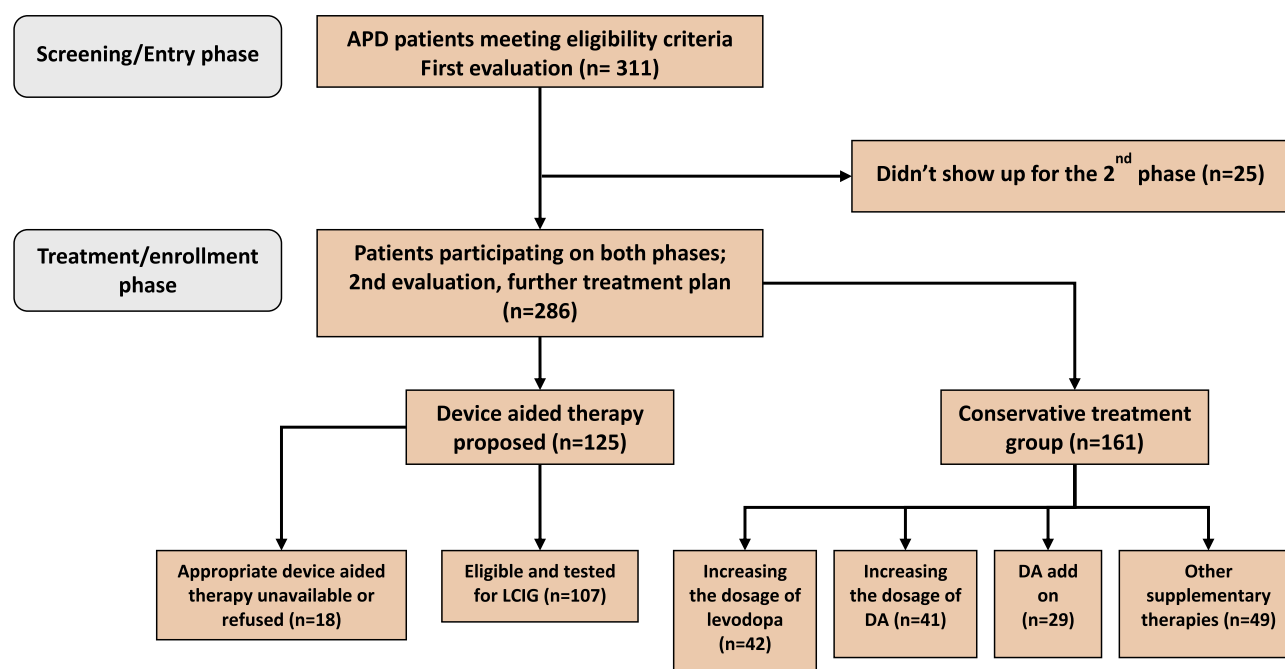 Screening/Entry phase
APD patients meeting eligibility criteria
First evaluation (n= 311)
Didn't show up for the 2nd phase (n=25)
Treatment/enrollment
phase
Patients participating on both phases;
2nd evaluation, further treatment plan
(n=286)
Device aided therapy
proposed (n=125)
Conservative treatment
group (n=161)
Appropriate device aided
therapy unavailable or
refused (n=18)
Eligible and tested
for LCIG (n=107)
Increasing
the dosage of
levodopa
(n=42)
Increasing
the dosage of
DA (n=41)
DA add
on
(n=29)
Other
supplementary
therapies (n=49)